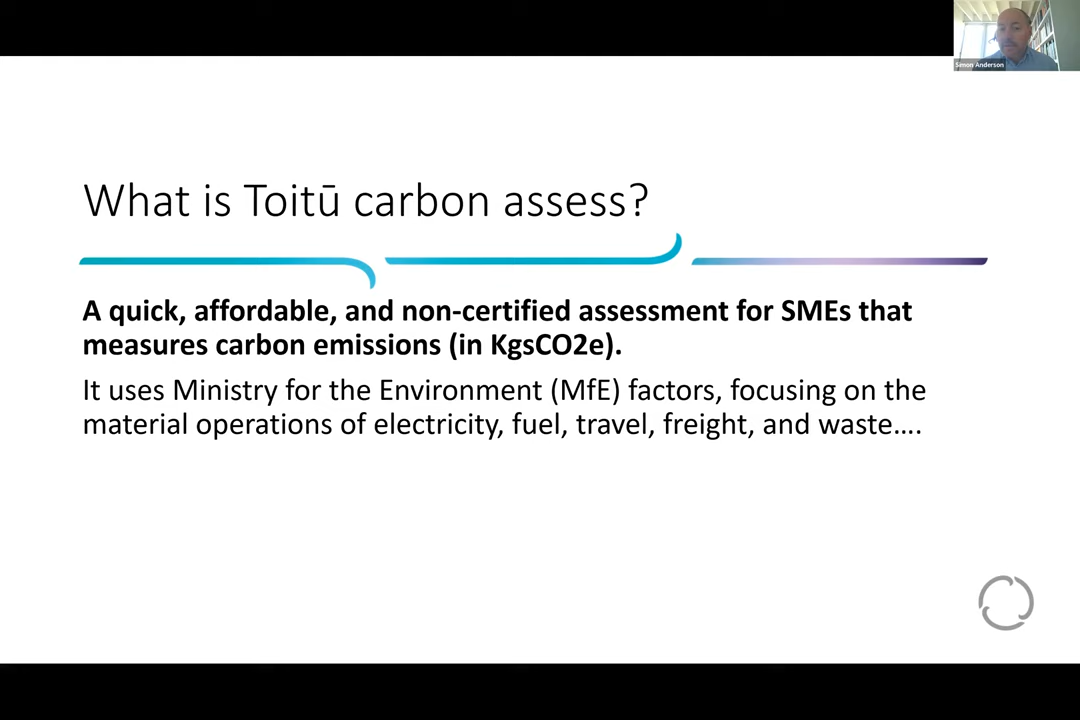 Simon Anderson
What is Toitū carbon assess?
A quick, affordable, and non-certified assessment for SMEs that
measures carbon emissions (in KgsCO2e).
It uses Ministry for the Environment (MfE) factors, focusing on the
material operations of electricity, fuel, travel, freight, and waste….